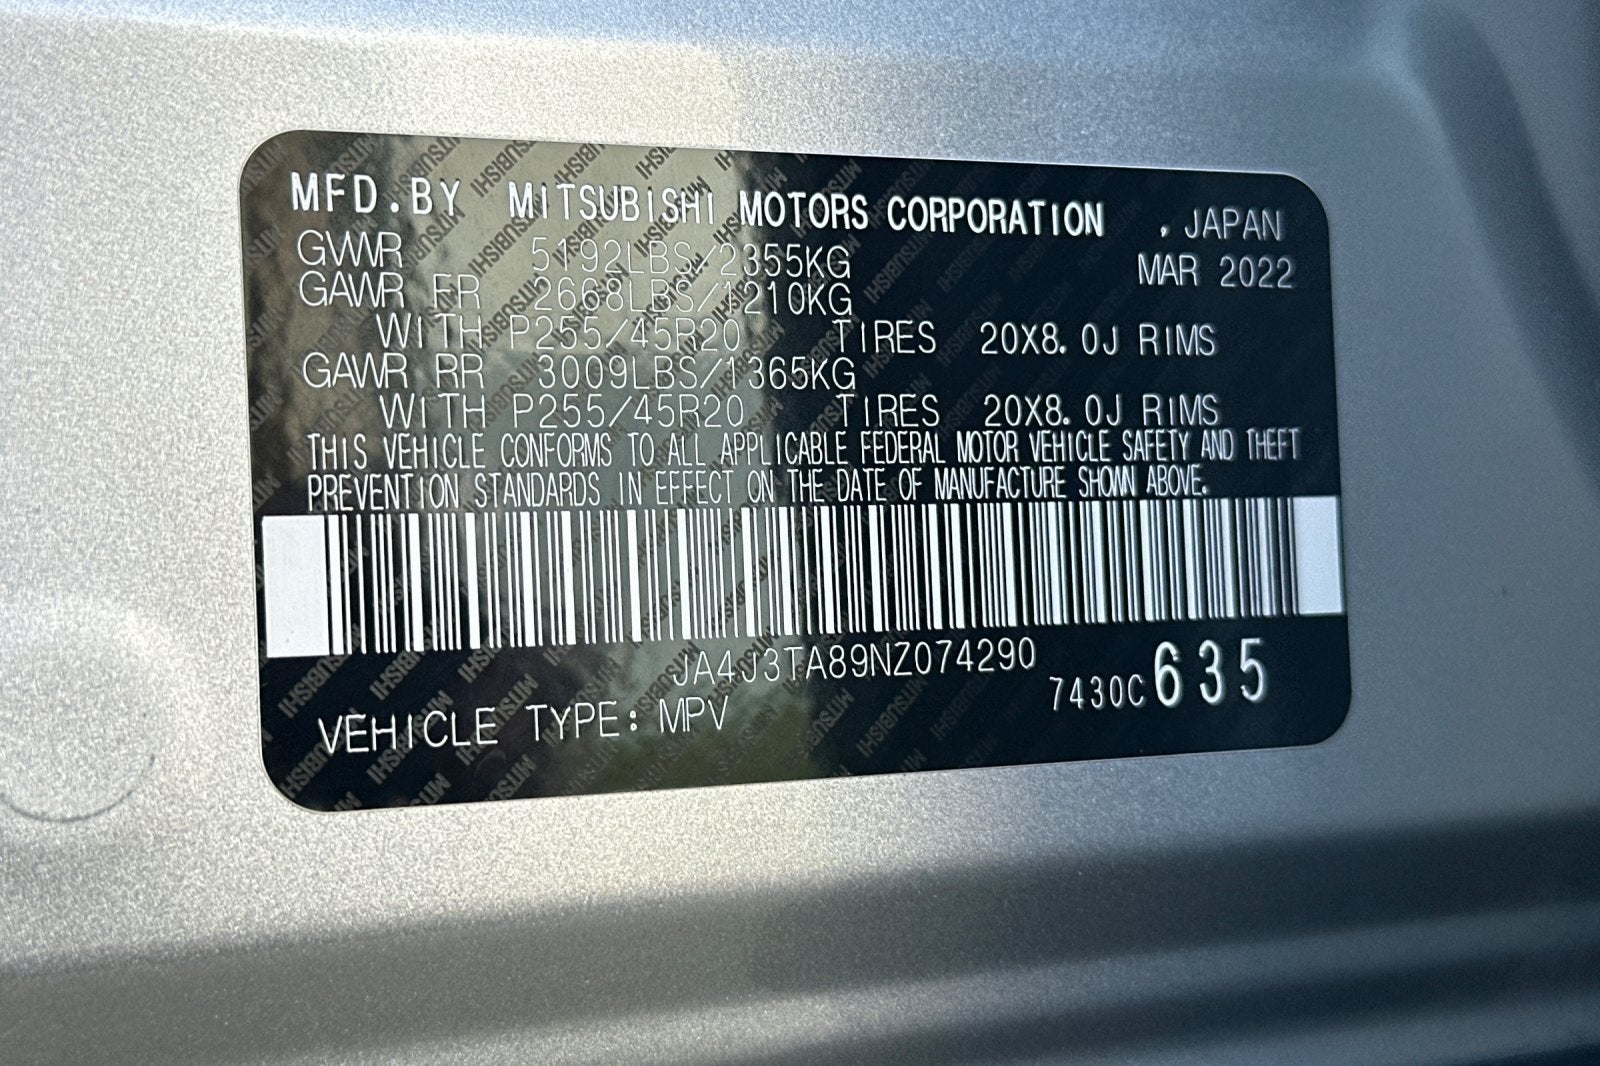 MFD.BY MITSUBISHI MOTORS CORPORATION , JAPAN
GVWR 5192LBS/2355KG MAR 2022
GAWR FR 2668LBS/1210KG
WITH P255/45R20 TIRES 20X8.0J RIMS
GAWR RR 3009LBS/1365KG
WITH P255/45R20 TIRES 20X8.0J RIMS
THIS VEHICLE CONFORMS TO ALL APPLICABLE FEDERAL MOTOR VEHICLE SAFETY AND THEFT
PREVENTION STANDARDS IN EFFECT ON THE DATE OF MANUFACTURE SHOWN ABOVE.
JA4J3TA89NZ074290
7430C 635
VEHICLE TYPE: MPV